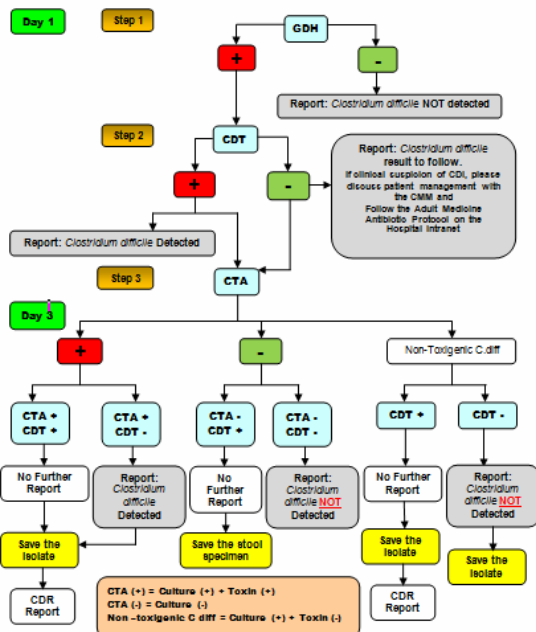 Day 1
Step 1
GDH
+
-
Report: Clostridium difficile NOT detected
Step 2
CDT
+
-
Report: Clostridium difficile
result to follow.
If clinical suspicion of CDI, please
discuss patient management with
the CMM and
Follow the Adult Medicine
Antibiotic Protocol on the
Hospital Intranet
Report: Clostridium difficile Detected
Step 3
CTA
Day 3
+
-
Non-Toxigenic C.diff
CTA +
CDT +
CTA +
CDT -
CTA -
CDT +
CTA -
CDT -
CDT +
CDT -
No Further
Report
Report:
Clostridium
difficile
Detected
No
Further
Report
Report:
Clostridium
difficile NOT
Detected
No Further
Report
Report:
Clostridium
difficile NOT
Detected
Save the
Isolate
Save the stool
specimen
Save the
Isolate
Save the
Isolate
CDR
Report
CDR
Report
CTA (+) = Culture (+) + Toxin (+)
CTA (-) = Culture (-)
Non –toxigenic C diff = Culture (+) + Toxin (-)